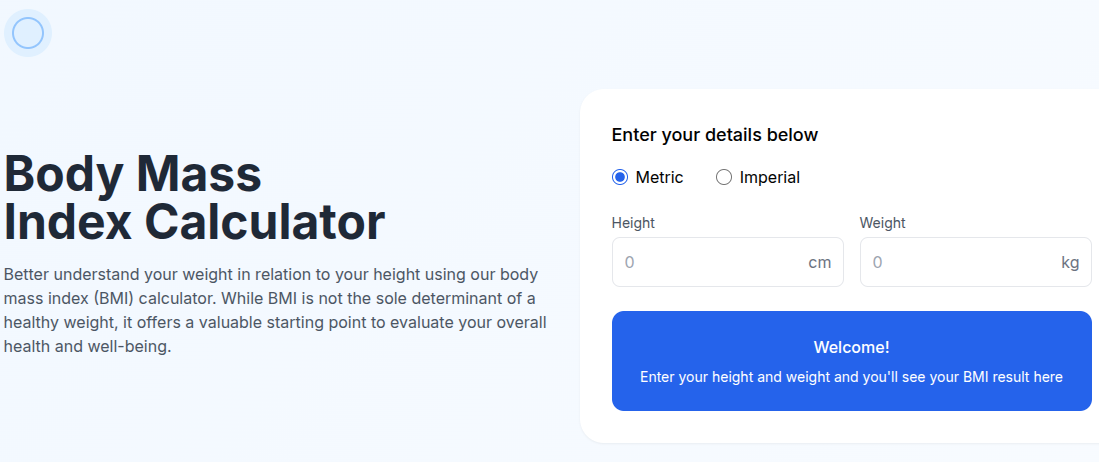 Body Mass
Index Calculator
Better understand your weight in relation to your height using our body
mass index (BMI) calculator. While BMI is not the sole determinant of a
healthy weight, it offers a valuable starting point to evaluate your overall
health and well-being.
Enter your details below
Metric
Imperial
Height
Weight
0 cm
0 kg
Welcome!
Enter your height and weight and you'll see your BMI result here